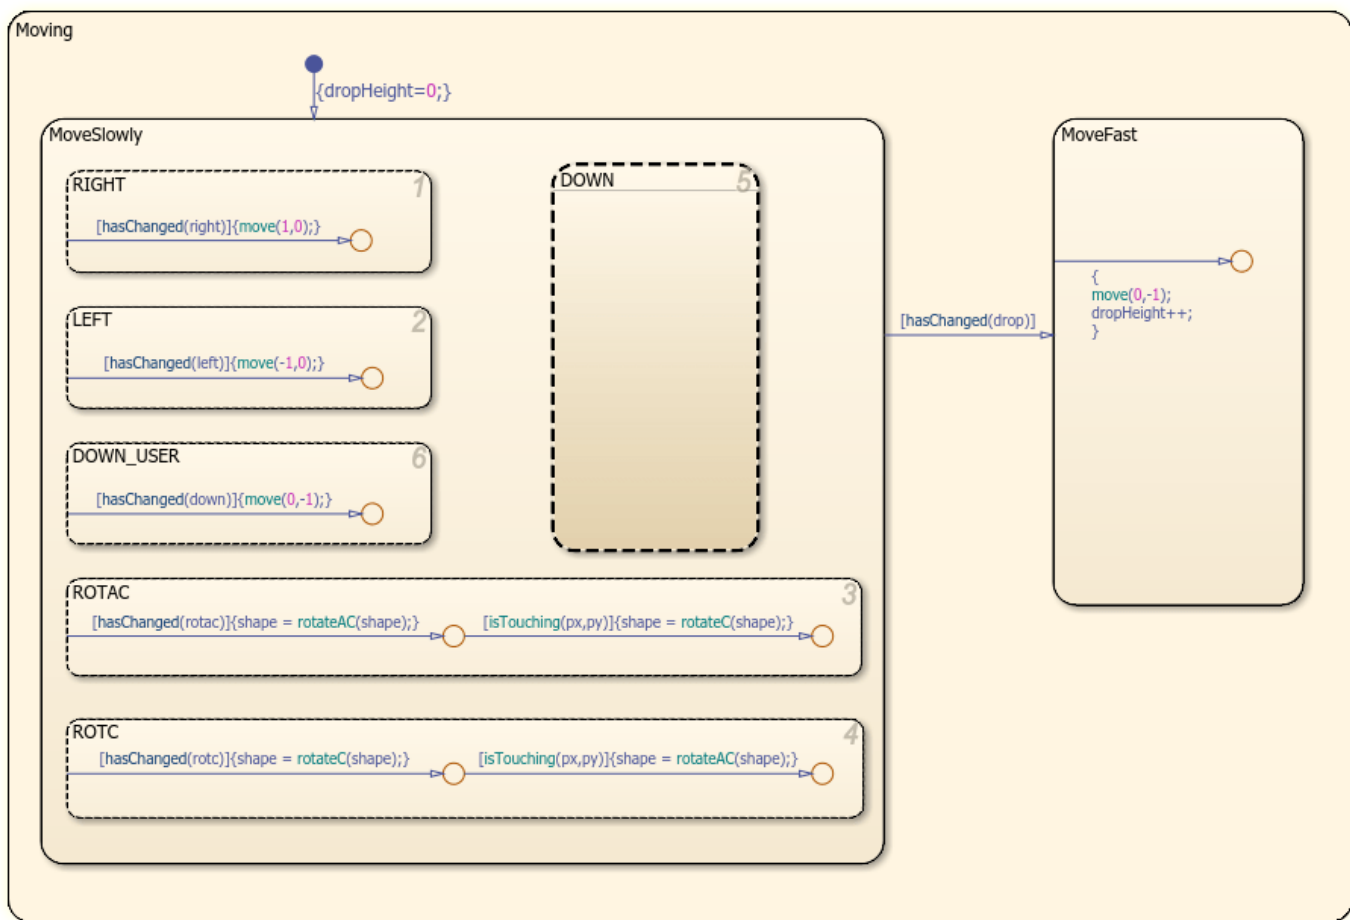 Moving
{dropHeight=0;}
MoveSlowly
RIGHT 1
[hasChanged(right)]{move(1,0);}
LEFT 2
[hasChanged(left)]{move(-1,0);}
DOWN_USER 6
[hasChanged(down)]{move(0,-1);}
DOWN 5
ROTAC 3
[hasChanged(rotac)]{shape = rotateAC(shape);}
[isTouching(px,py)]{shape = rotateC(shape);}
ROTC 4
[hasChanged(rotc)]{shape = rotateC(shape);}
[isTouching(px,py)]{shape = rotateAC(shape);}
[hasChanged(drop)]
MoveFast
{
move(0,-1);
dropHeight++;
}